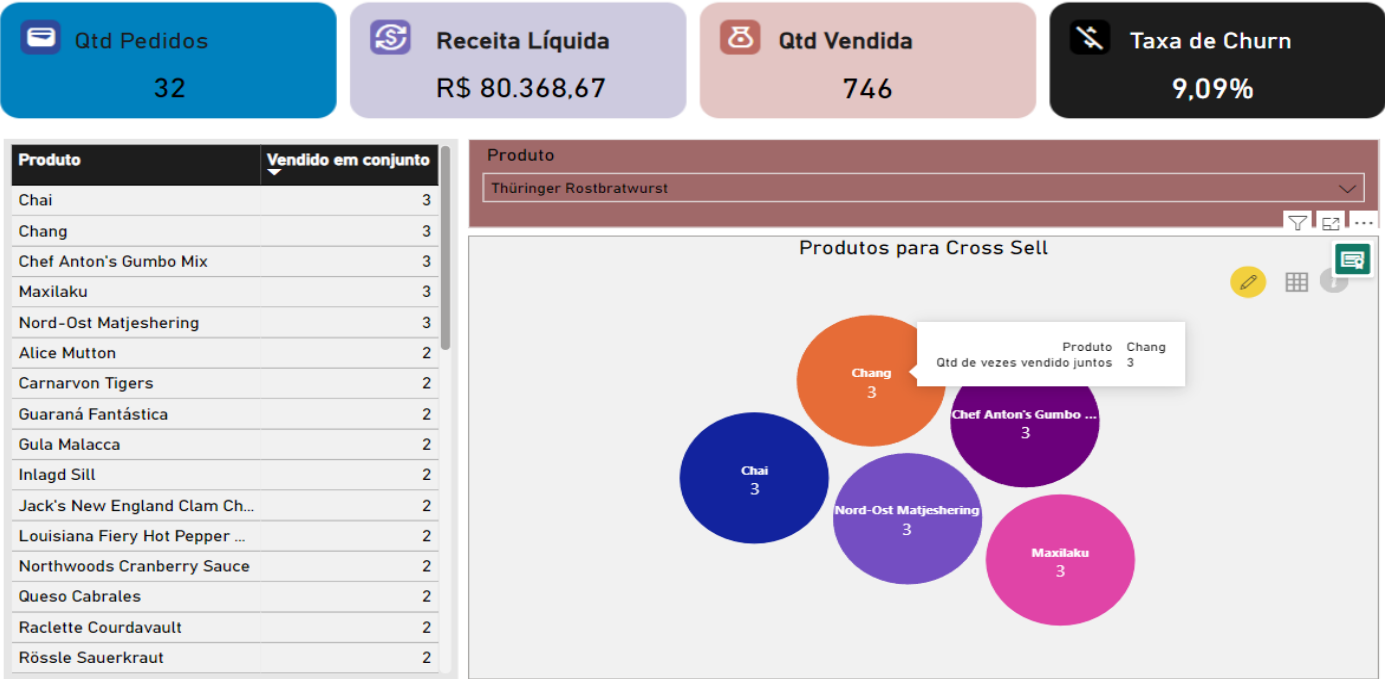 Qtd Pedidos
32
Receita Líquida
R$ 80.368,67
Qtd Vendida
746
Taxa de Churn
9,09%
Produto Vendido em conjunto
Chai 3
Chang 3
Chef Anton's Gumbo Mix 3
Maxilaku 3
Nord-Ost Matjeshering 3
Alice Mutton 2
Carnarvon Tigers 2
Guaraná Fantástica 2
Gula Malacca 2
Inlagd Sill 2
Jack's New England Clam Ch... 2
Louisiana Fiery Hot Pepper ... 2
Northwoods Cranberry Sauce 2
Queso Cabrales 2
Raclette Courdavault 2
Rössle Sauerkraut 2
Produto
Thüringer Rostbratwurst
Produtos para Cross Sell
Produto Chang
Qtd de vezes vendido juntos 3
Chang
3
Chef Anton's Gumbo ...
3
Chai
3
Nord-Ost Matjeshering
3
Maxilaku
3